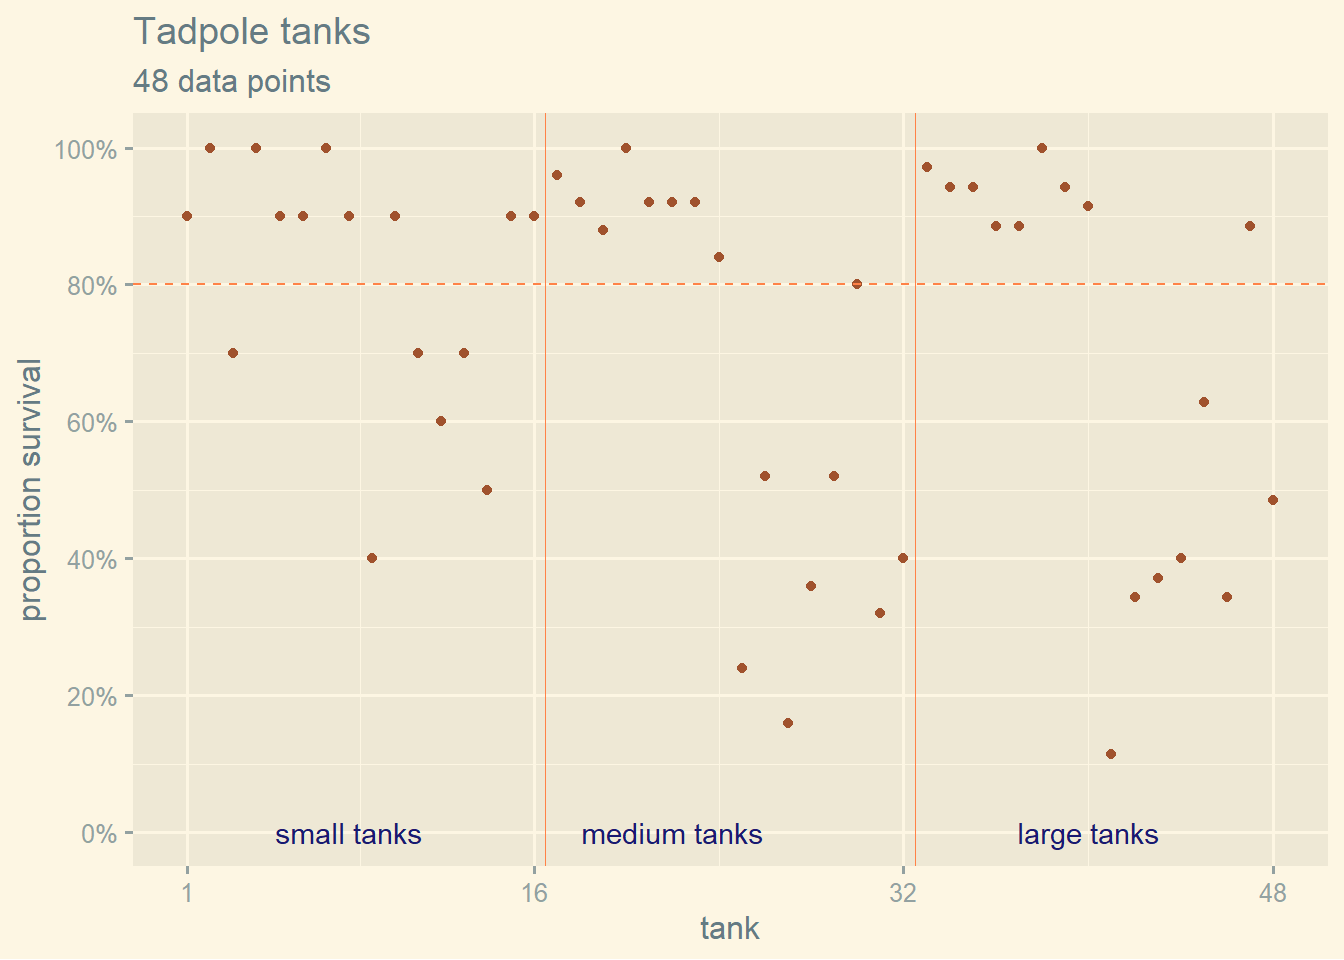 Tadpole tanks
48 data points
100%
80%
60%
40%
20%
0%
proportion survival
small tanks
medium tanks
large tanks
1
16
32
48
tank